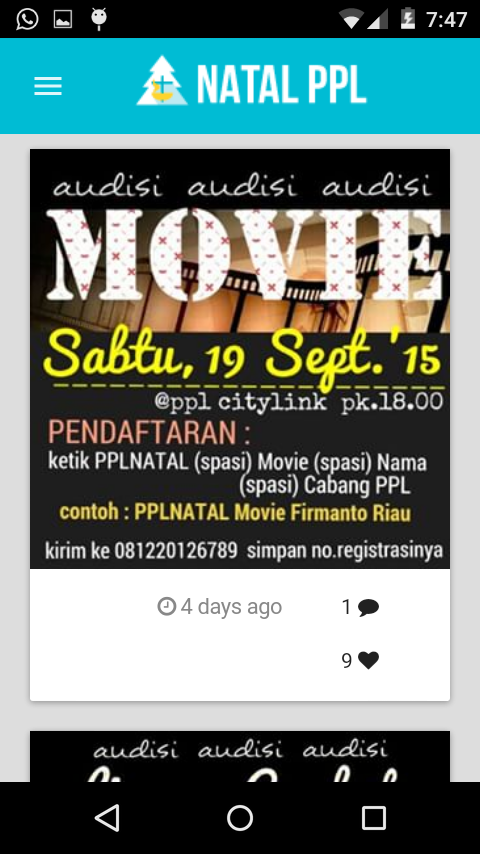 7:47
NATAL PPL
audisi audisi audisi
MOVIE
Sabtu, 19 Sept.'15
@ppl citylink pk.18.00
PENDAFTARAN :
ketik PPLNATAL (spasi) Movie (spasi) Nama
(spasi) Cabang PPL
contoh : PPLNATAL Movie Firmanto Riau
kirim ke 081220126789 simpan no.registrasinya
4 days ago 1
9
audisi audisi audisi